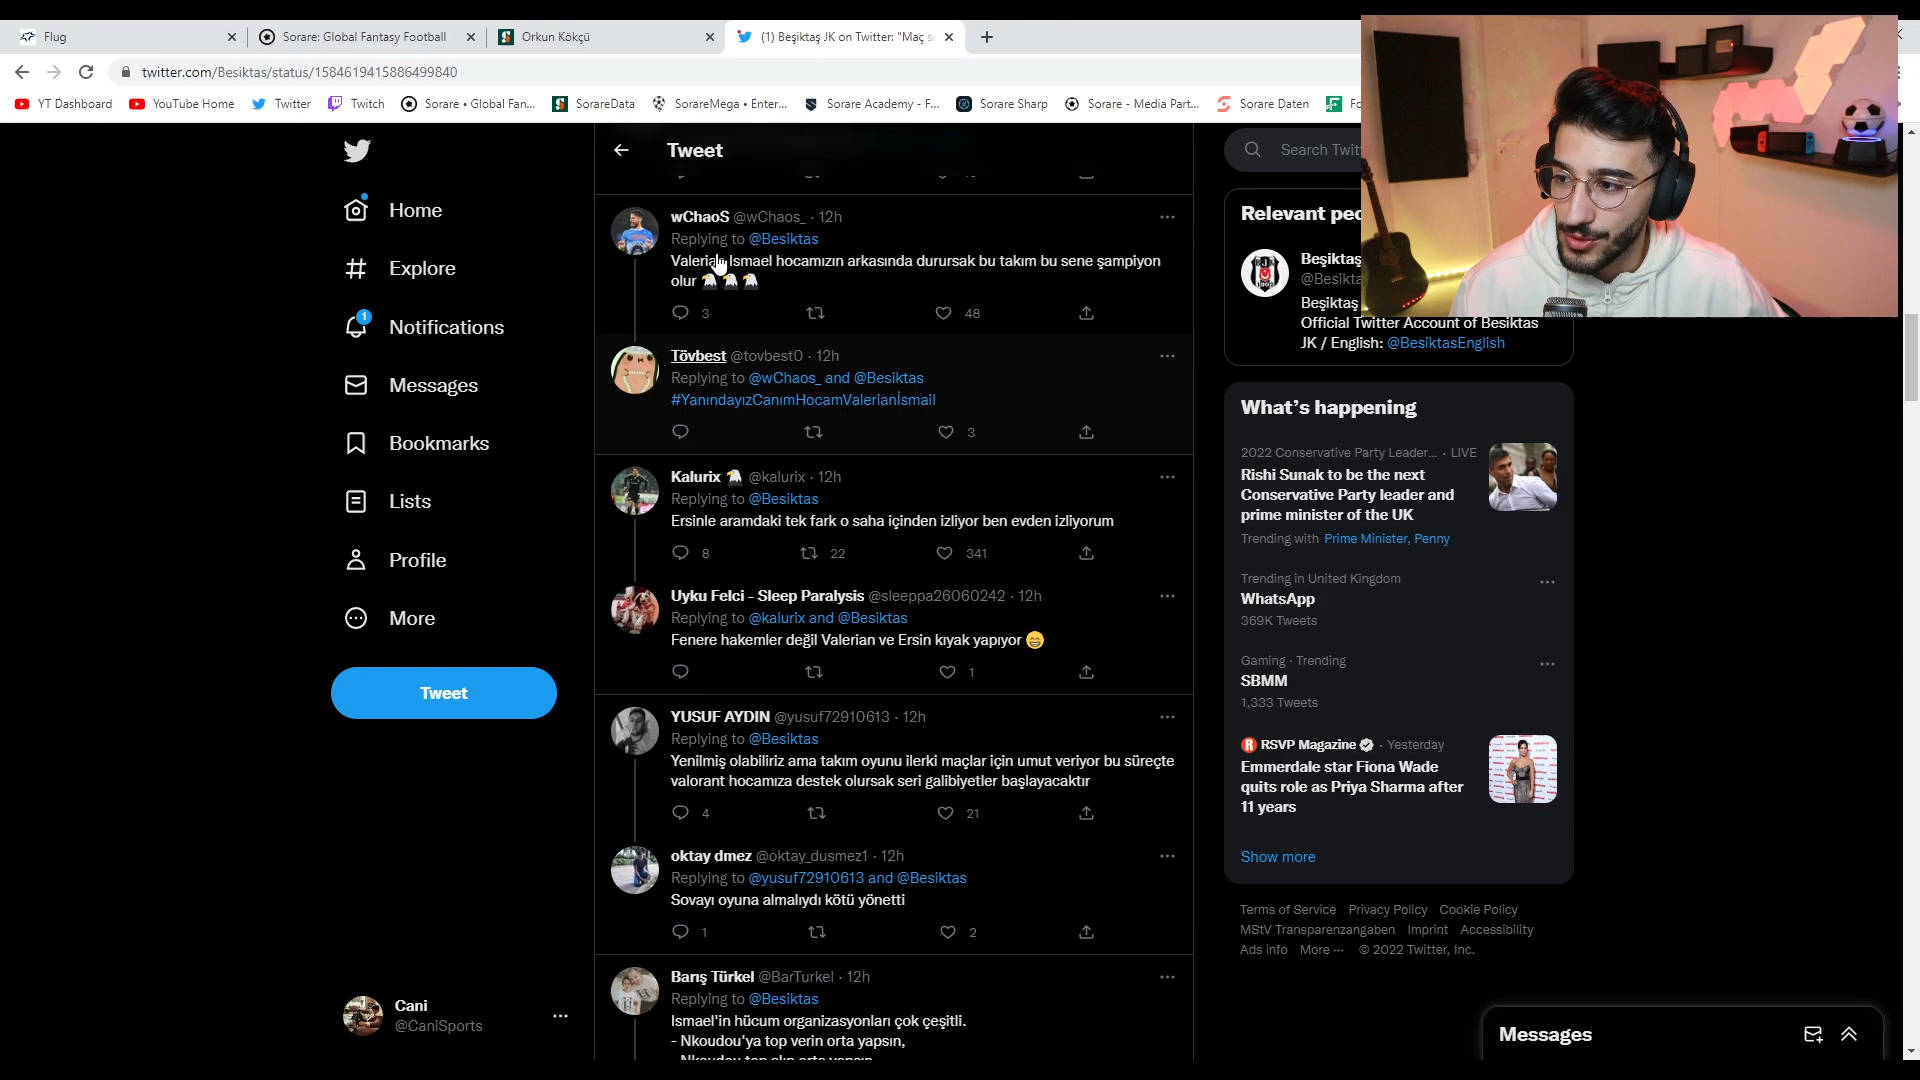 Flug
Sorare: Global Fantasy Football
Orkun Kökçü
(1) Beşiktaş JK on Twitter: "Maç s
twitter.com/Besiktas/status/1584619415886499840
YT Dashboard
YouTube Home
Twitter
Twitch
Sorare • Global Fan...
SorareData
SorareMega • Enter...
Sorare Academy - F...
Sorare Sharp
Sorare - Media Part...
Sorare Daten
Home
Explore
1
Notifications
Messages
Bookmarks
Lists
Profile
More
Tweet
Cani
@CaniSports
Tweet
wChaoS @wChaos_ · 12h
Replying to @Besiktas
Valerian Ismael hocamızın arkasında durursak bu takım bu sene şampiyon
olur 🦅 🦅 🦅
3 48
Tövbest @tovbest0 · 12h
Replying to @wChaos_ and @Besiktas
#YanındayızCanımHocamValerianİsmail
3
Kalurix 🦅 @kalurix · 12h
Replying to @Besiktas
Ersinle aramdaki tek fark o saha içinden izliyor ben evden izliyorum
8 22 341
Uyku Felci - Sleep Paralysis @sleeppa26060242 · 12h
Replying to @kalurix and @Besiktas
Fenere hakemler değil Valerian ve Ersin kıyak yapıyor 😁
1
YUSUF AYDIN @yusuf72910613 · 12h
Replying to @Besiktas
Yenilmiş olabiliriz ama takım oyunu ilerki maçlar için umut veriyor bu süreçte
valorant hocamıza destek olursak seri galibiyetler başlayacaktır
4 21
oktay dmez @oktay_dusmez1 · 12h
Replying to @yusuf72910613 and @Besiktas
Sovayı oyuna almalıydı kötü yönetti
1 2
Barış Türkel @BarTurkel · 12h
Replying to @Besiktas
Ismael'in hücum organizasyonları çok çeşitli.
- Nkoudou'ya top verin orta yapsın,
Search Twit
Relevant peo
Beşiktaş
@Besikta
Beşiktaş
Official Twitter Account of Besiktas
JK / English: @BesiktasEnglish
What's happening
2022 Conservative Party Leader... · LIVE
Rishi Sunak to be the next
Conservative Party leader and
prime minister of the UK
Trending with Prime Minister, Penny
Trending in United Kingdom
WhatsApp
369K Tweets
Gaming · Trending
SBMM
1,333 Tweets
RSVP Magazine · Yesterday
Emmerdale star Fiona Wade
quits role as Priya Sharma after
11 years
Show more
Terms of Service Privacy Policy Cookie Policy
MStV Transparenzangaben Imprint Accessibility
Ads info More ··· © 2022 Twitter, Inc.
Messages